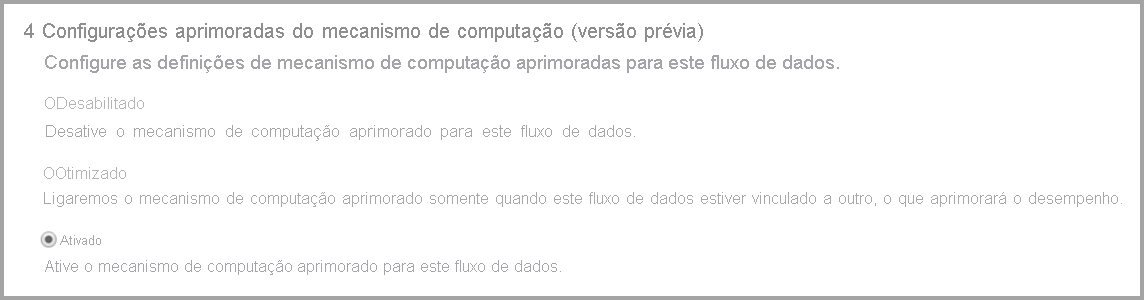 4 Configurações aprimoradas do mecanismo de computação (versão prévia)
Configure as definições de mecanismo de computação aprimoradas para este fluxo de dados.
ODesabilitado
Desative o mecanismo de computação aprimorado para este fluxo de dados.
OOtimizado
Ligaremos o mecanismo de computação aprimorado somente quando este fluxo de dados estiver vinculado a outro, o que aprimorará o desempenho.
Ativado
Ative o mecanismo de computação aprimorado para este fluxo de dados.